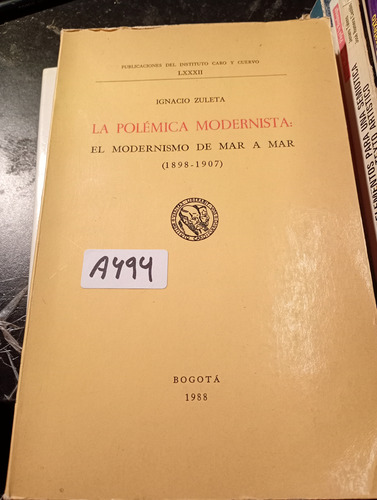 PUBLICACIONES DEL INSTITUTO CARO Y CUERVO
LXXXII
IGNACIO ZULETA
LA POLÉMICA MODERNISTA:
EL MODERNISMO DE MAR A MAR
(1898-1907)
A494
BOGOTÁ
1988